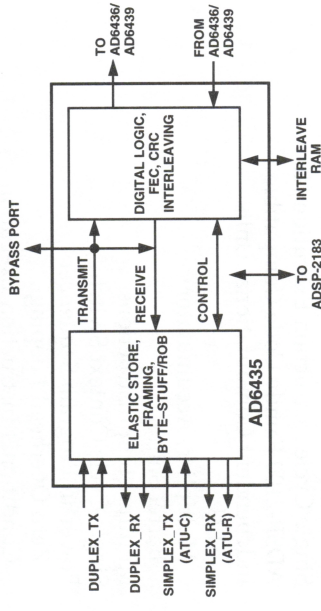 BYPASS PORT
DUPLEX_TX
DUPLEX_RX
SIMPLEX_TX
(ATU-C)
SIMPLEX_RX
(ATU-R)
ELASTIC STORE,
FRAMING,
BYTE–STUFF/ROB
TRANSMIT
RECEIVE
CONTROL
DIGITAL LOGIC,
FEC, CRC
INTERLEAVING
TO
AD6436/
AD6439
FROM
AD6436/
AD6439
AD6435
TO
ADSP-2183
INTERLEAVE
RAM